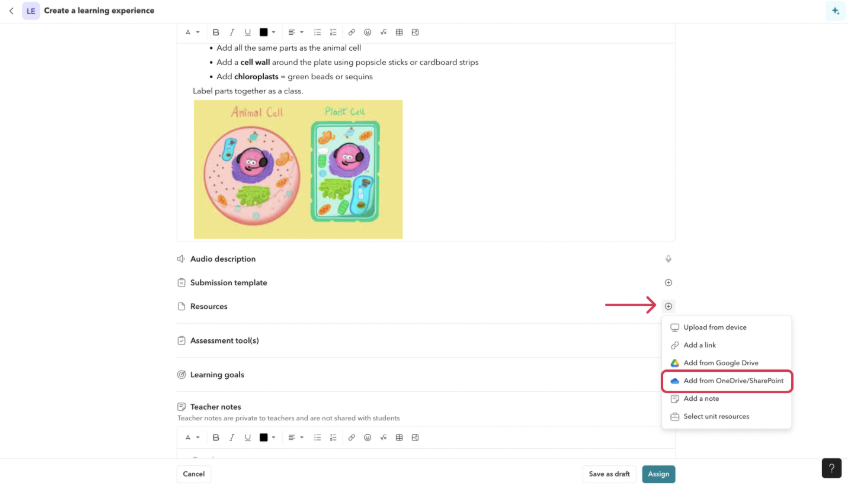 LE Create a learning experience
A B I U
Add all the same parts as the animal cell
Add a cell wall around the plate using popsicle sticks or cardboard strips
Add chloroplasts = green beads or sequins
Label parts together as a class.
Animal Cell Plant Cell
Audio description
Submission template
Resources
Upload from device
Add a link
Add from Google Drive
Add from OneDrive/SharePoint
Add a note
Select unit resources
Assessment tool(s)
Learning goals
Teacher notes
Teacher notes are private to teachers and are not shared with students
A B I U
Cancel Save as draft Assign
?